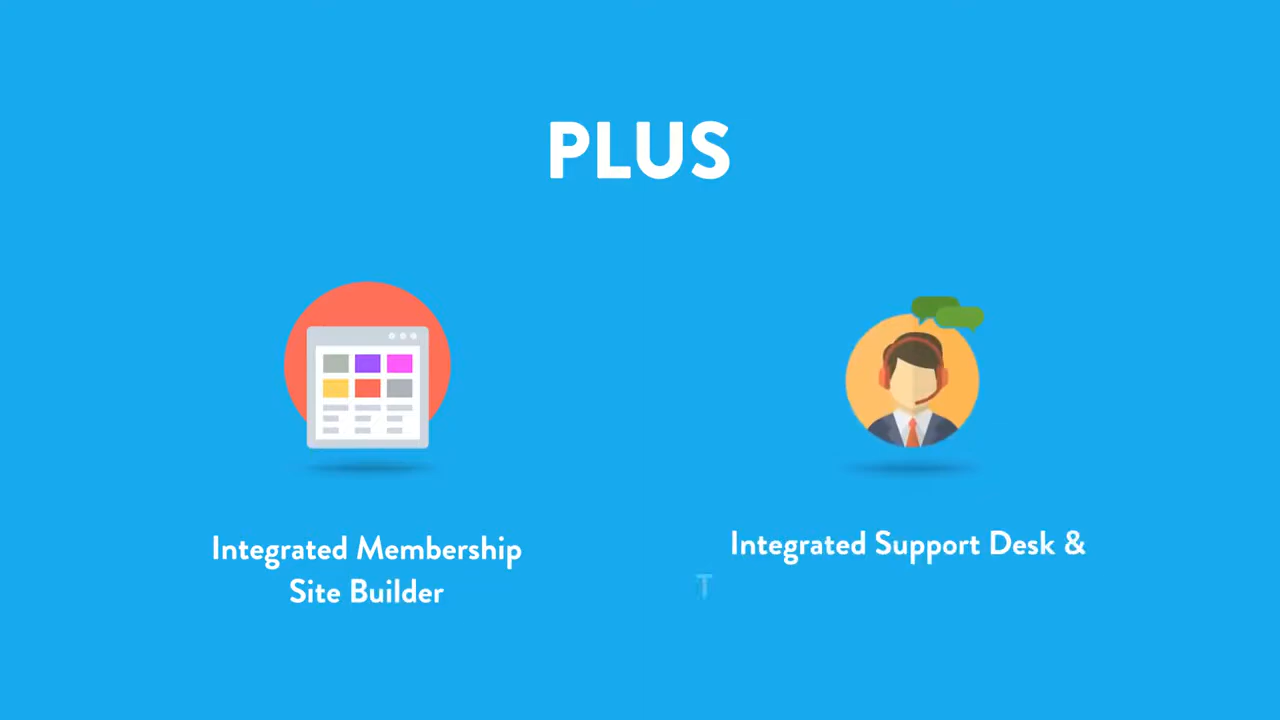 PLUS
Integrated Membership
Site Builder
Integrated Support Desk &
T